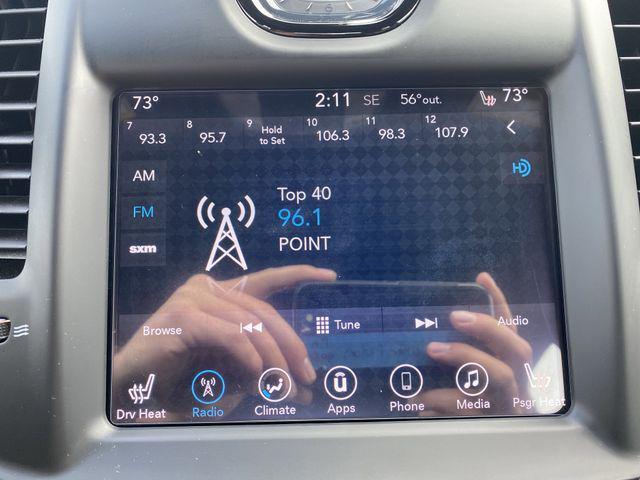 73° 2:11 SE 56°out. 73°
7 93.3 8 95.7 9 Hold to Set 10 106.3 11 98.3 12 107.9
AM
FM
sxm
HD
Top 40
96.1
POINT
Browse Tune Audio
Drv Heat Radio Climate Apps Phone Media Psgr Heat